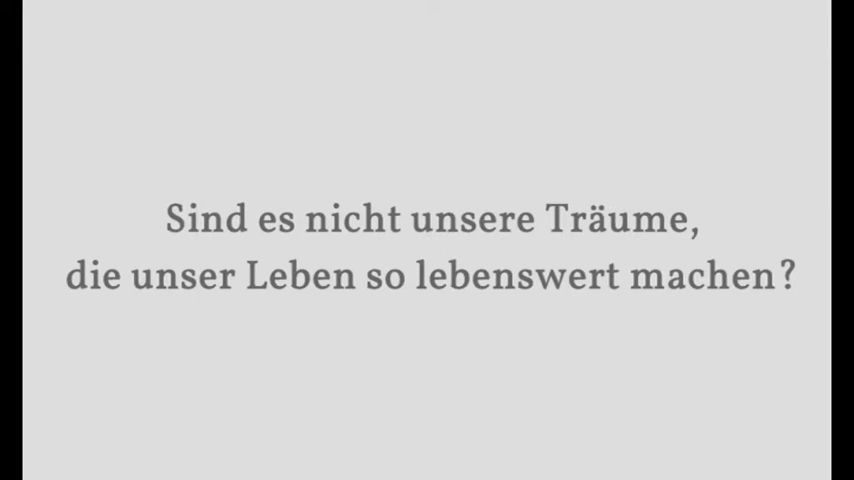 Sind es nicht unsere Träume,
die unser Leben so lebenswert machen?